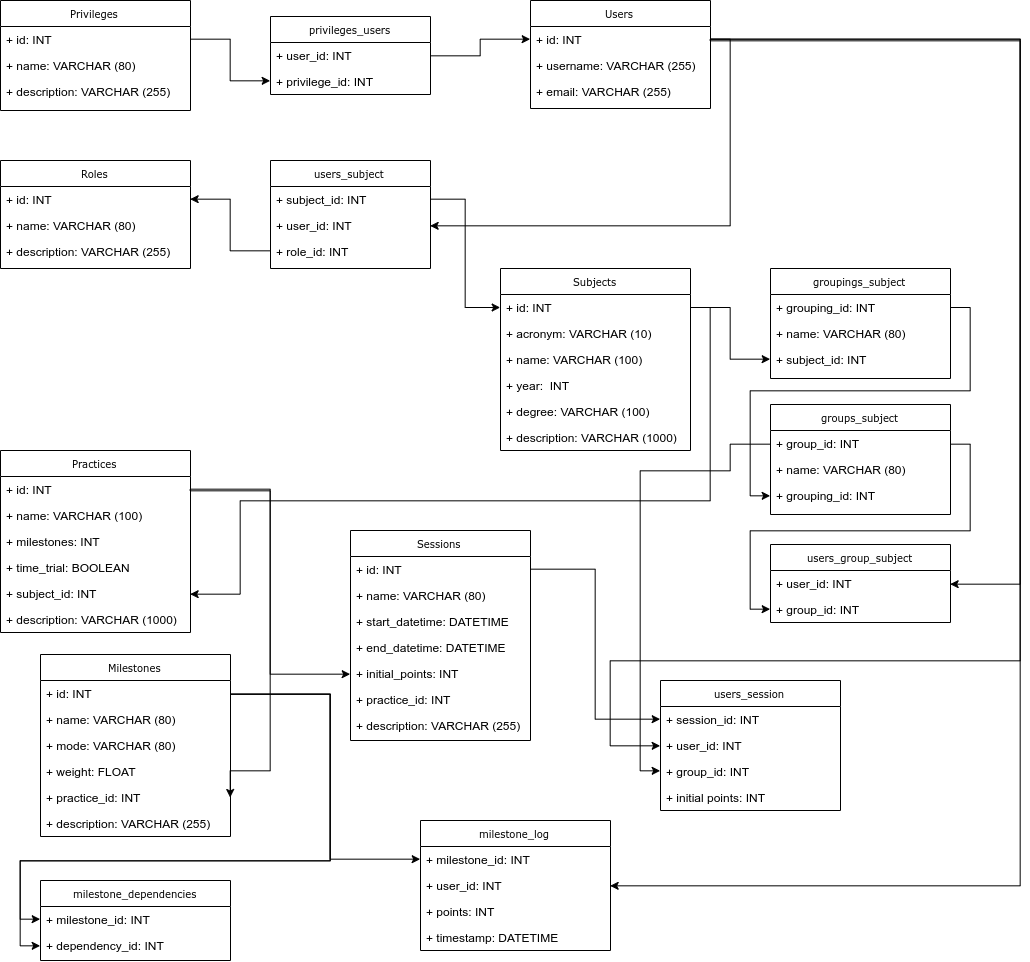 Privileges
+ id: INT
+ name: VARCHAR (80)
+ description: VARCHAR (255)
privileges_users
+ user_id: INT
+ privilege_id: INT
Users
+ id: INT
+ username: VARCHAR (255)
+ email: VARCHAR (255)
Roles
+ id: INT
+ name: VARCHAR (80)
+ description: VARCHAR (255)
users_subject
+ subject_id: INT
+ user_id: INT
+ role_id: INT
Subjects
+ id: INT
+ acronym: VARCHAR (10)
+ name: VARCHAR (100)
+ year:  INT
+ degree: VARCHAR (100)
+ description: VARCHAR (1000)
groupings_subject
+ grouping_id: INT
+ name: VARCHAR (80)
+ subject_id: INT
groups_subject
+ group_id: INT
+ name: VARCHAR (80)
+ grouping_id: INT
Practices
+ id: INT
+ name: VARCHAR (100)
+ milestones: INT
+ time_trial: BOOLEAN
+ subject_id: INT
+ description: VARCHAR (1000)
Sessions
+ id: INT
+ name: VARCHAR (80)
+ start_datetime: DATETIME
+ end_datetime: DATETIME
+ initial_points: INT
+ practice_id: INT
+ description: VARCHAR (255)
users_group_subject
+ user_id: INT
+ group_id: INT
Milestones
+ id: INT
+ name: VARCHAR (80)
+ mode: VARCHAR (80)
+ weight: FLOAT
+ practice_id: INT
+ description: VARCHAR (255)
users_session
+ session_id: INT
+ user_id: INT
+ group_id: INT
+ initial points: INT
milestone_log
+ milestone_id: INT
+ user_id: INT
+ points: INT
+ timestamp: DATETIME
milestone_dependencies
+ milestone_id: INT
+ dependency_id: INT